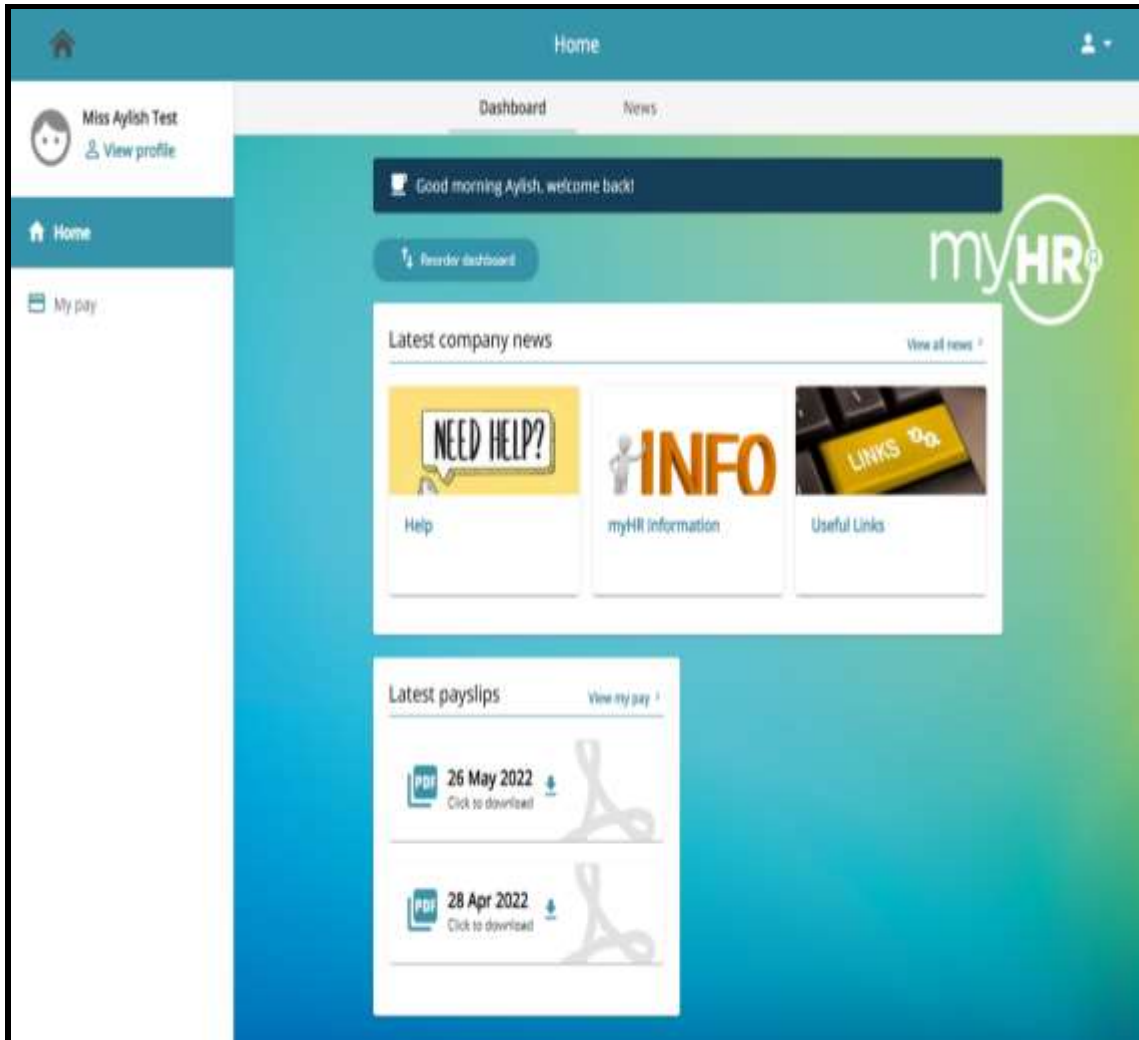 Home
Miss Aylish Test
View profile
Home
My pay
Dashboard News
Good morning Aylish, welcome back!
Reorder dashboard
myHR
Latest company news View all news
NEED HELP?
INFO
LINKS
Help
myHR Information
Useful Links
Latest payslips View my pay
PDF
26 May 2022
Click to download
PDF
28 Apr 2022
Click to download